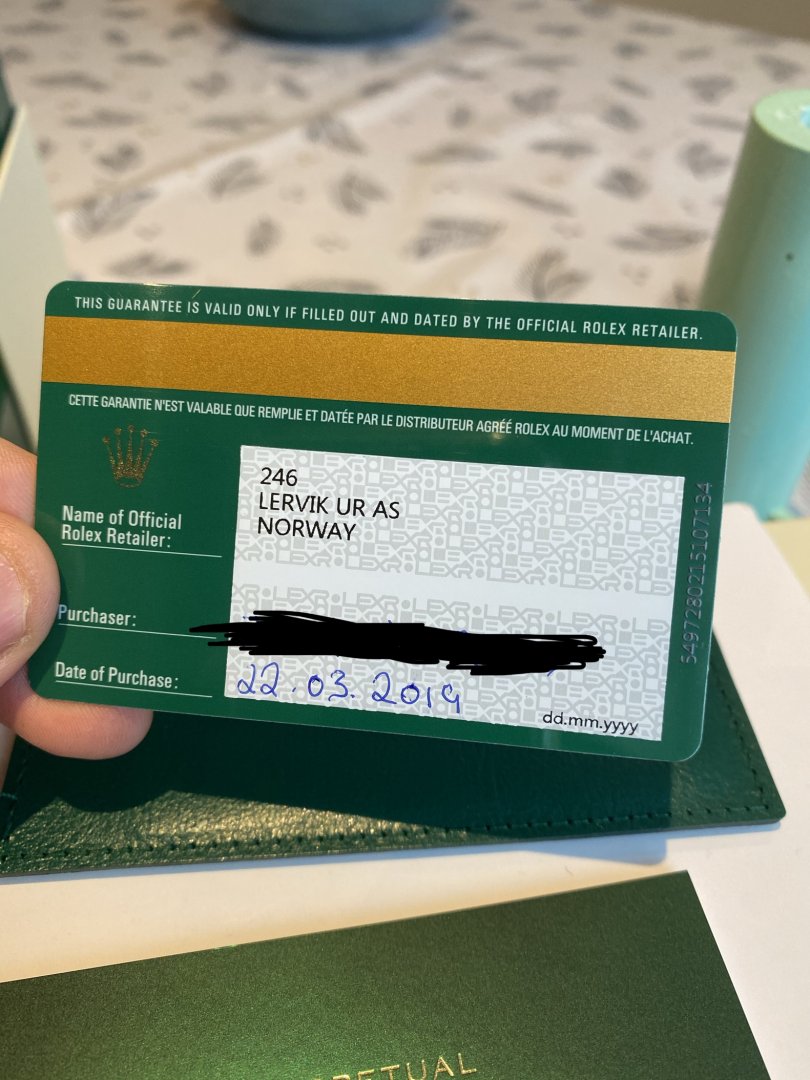 THIS GUARANTEE IS VALID ONLY IF FILLED OUT AND DATED BY THE OFFICIAL ROLEX RETAILER.
CETTE GARANTIE N'EST VALABLE QUE REMPLIE ET DATÉE PAR LE DISTRIBUTEUR AGRÉÉ ROLEX AU MOMENT DE L'ACHAT.
Name of Official
Rolex Retailer:
246
LERVIK UR AS
NORWAY
Purchaser:
Date of Purchase:
22.03.2019
dd.mm.yyyy
5497280215107134
PETUAL